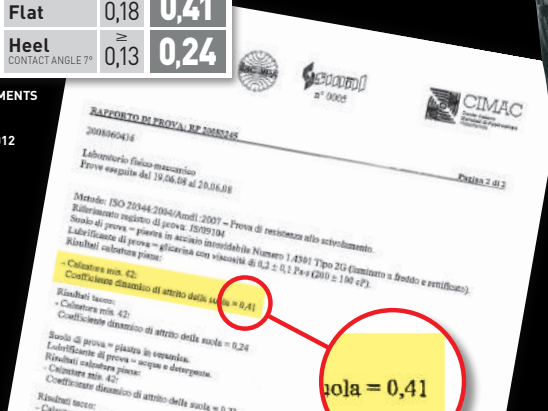 Flat 0,18 0,41
Heel ≥ 0,13 0,24
CONTACT ANGLE 7°
MENTS
012
n° 0005
CIMAC
RAPPORTO DI PROVA: RP 20083245
2008060436
Pagina 2 di 2
Laboratorio fisico meccanico
Prove eseguite dal 19.06.08 al 20.06.08
Metodo: ISO 20344:2004/Amd1:2007 – Prova di resistenza allo scivolamento.
Riferimento registro di prova: JS/09104
Suolo di prova = piastra in acciaio inossidabile Numero 1.4301 Tipo 2G (laminato a freddo e rettificato).
Lubrificante di prova = glicerina con viscosità di 0,2 ± 0,1 Pa·s (200 ± 100 cP).
Risultati calzature piane:
- Calzatura mis. 42:
Coefficiente dinamico di attrito della suola = 0,41
Risultati tacco:
- Calzatura mis. 42:
Coefficiente dinamico di attrito della suola = 0,24
Suolo di prova = piastra in ceramica.
Lubrificante di prova = acqua e detergente.
Risultati calzatura piana:
- Calzatura mis. 42:
Coefficiente dinamico di attrito della suola
Risultati tacco:
uola = 0,41